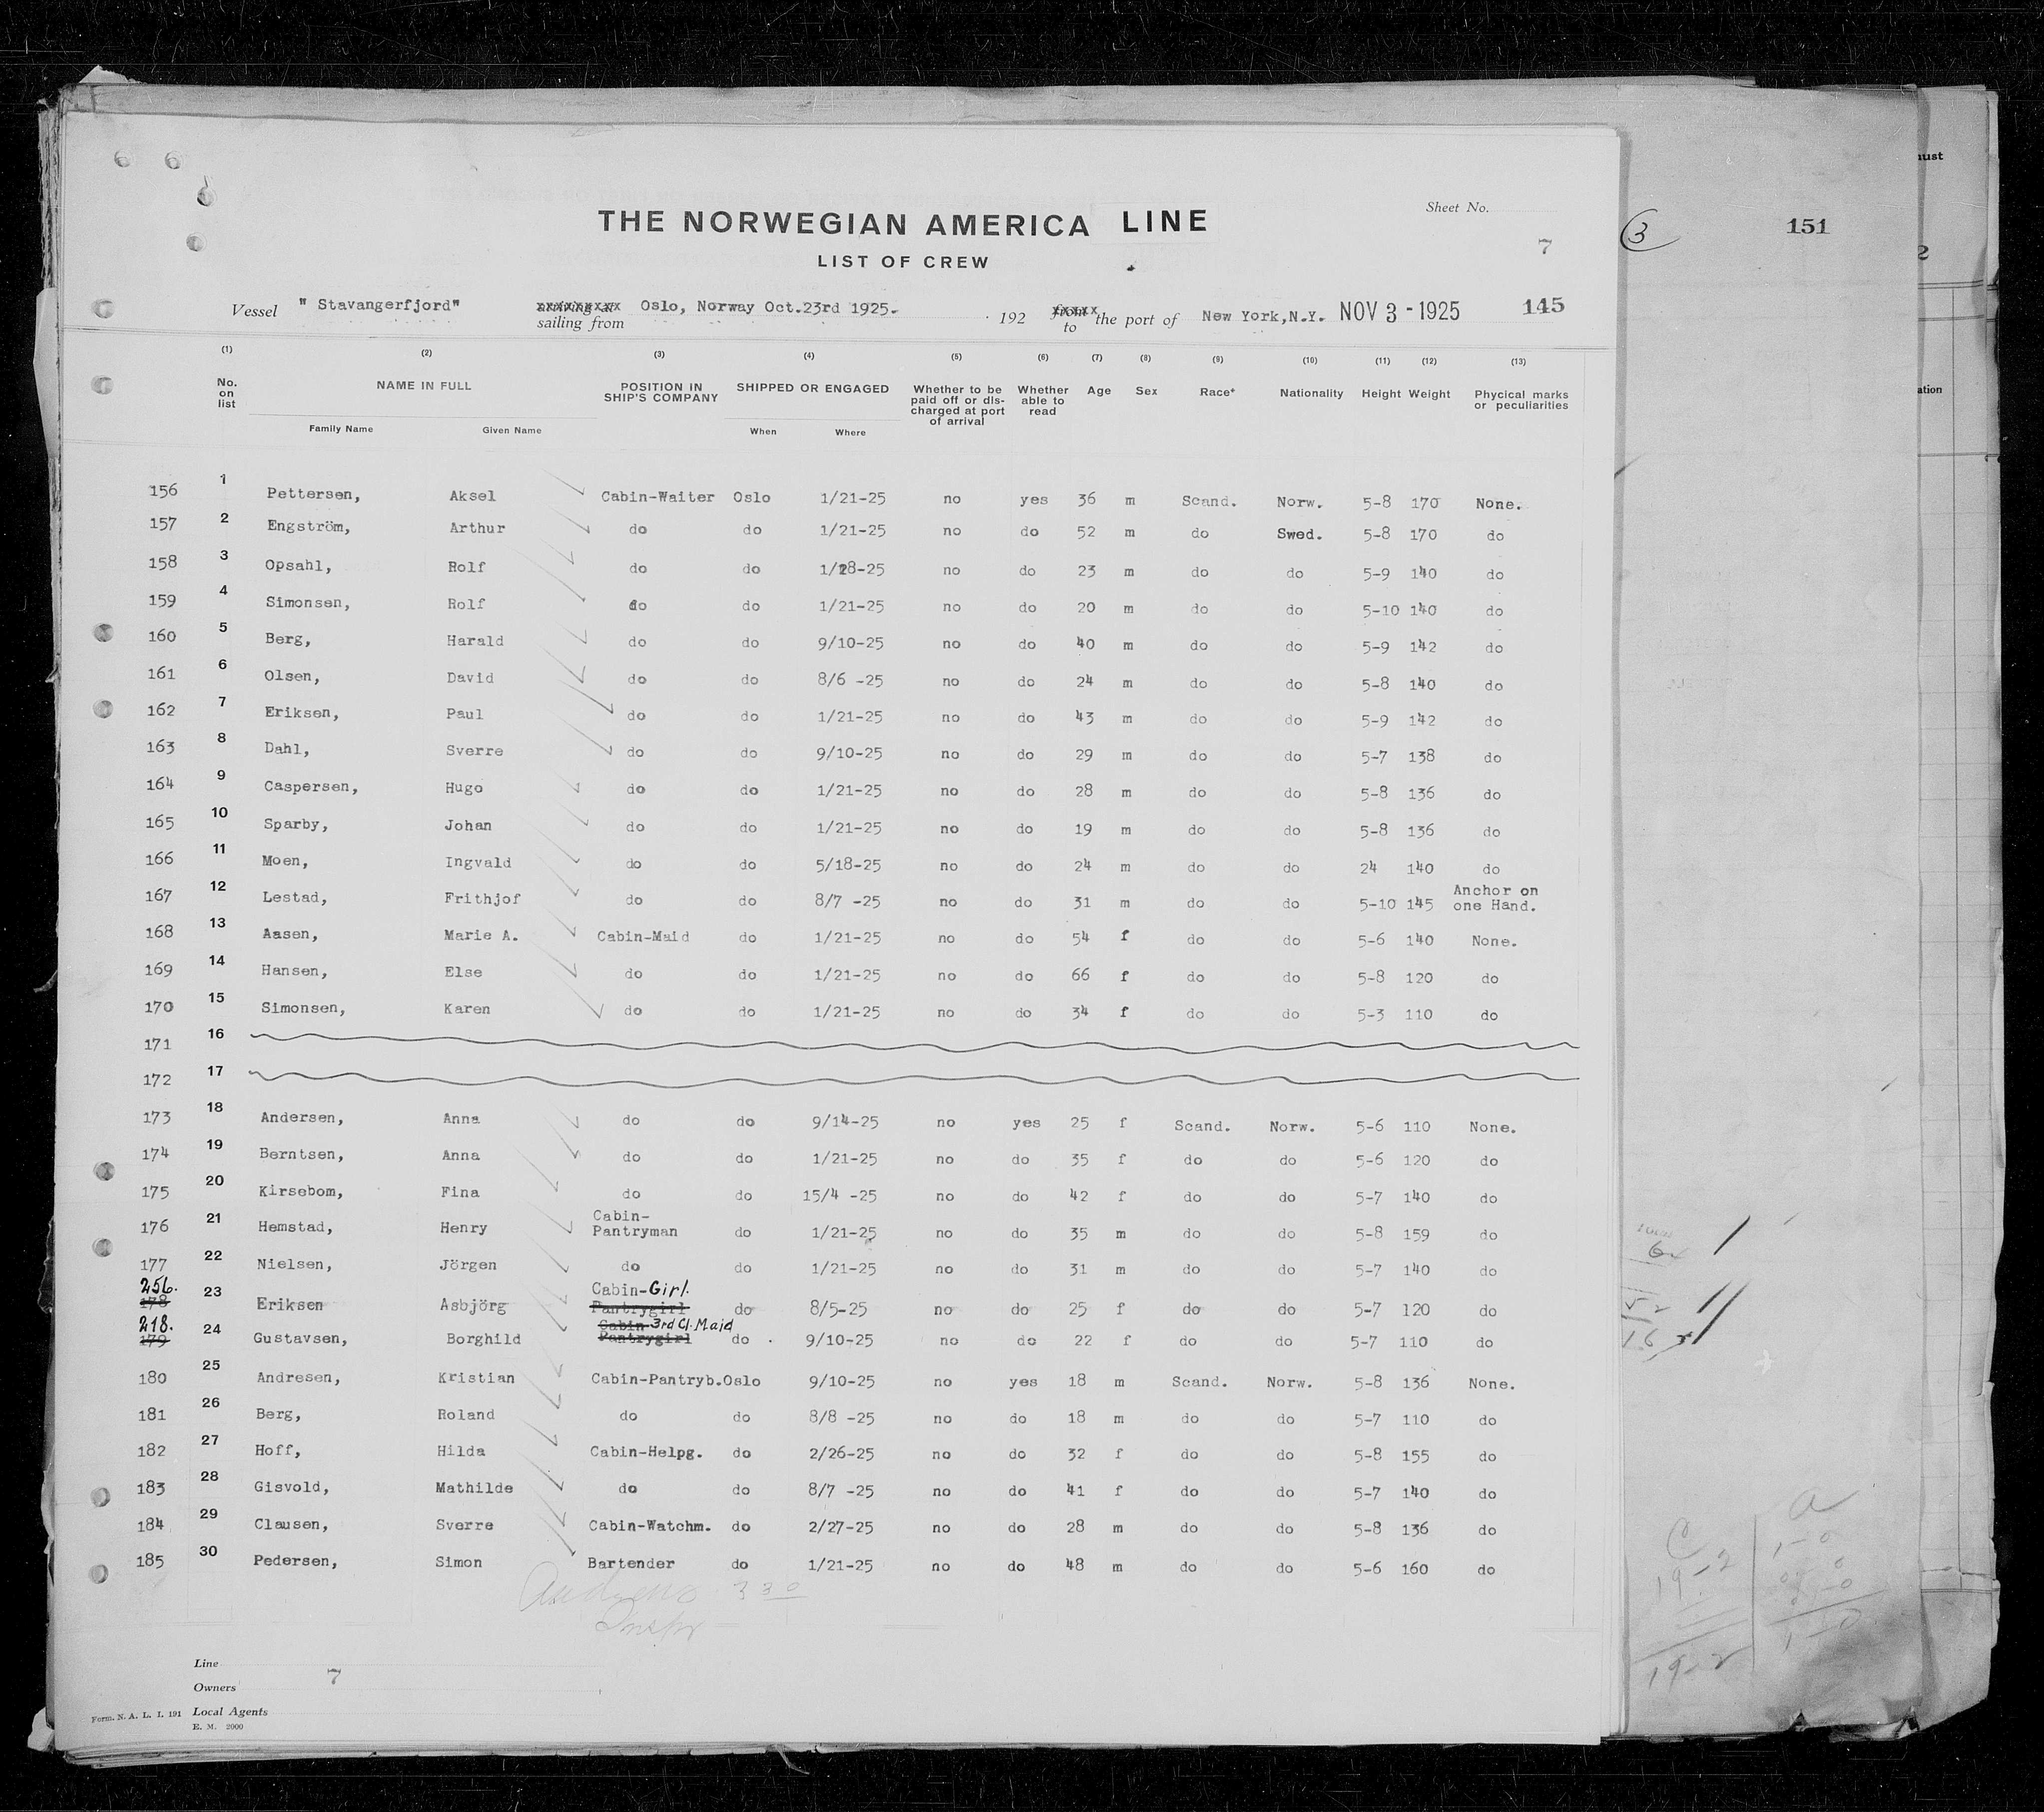 Sheet No.
THE NORWEGIAN AMERICA LINE
7
LIST OF CREW
Vessel " Stavangerfjord" arriving at sailing from Oslo, Norway Oct.23rd 1925. 192 from to the port of New York,N.Y. NOV 3 - 1925 145
(1) (2) (3) (4) (5) (6) (7) (8) (9) (10) (11) (12) (13)
No. on list NAME IN FULL POSITION IN SHIP'S COMPANY SHIPPED OR ENGAGED Whether to be paid off or discharged at port of arrival Whether able to read Age Sex Race* Nationality Height Weight Phycical marks or peculiarities
Family Name Given Name When Where
156 1 Pettersen, Aksel Cabin-Waiter Oslo 1/21-25 no yes 36 m Scand. Norw. 5-8 170 None.
157 2 Engström, Arthur do do 1/21-25 no do 52 m do Swed. 5-8 170 do
158 3 Opsahl, Rolf do do 1/28-25 no do 23 m do do 5-9 140 do
159 4 Simonsen, Rolf do do 1/21-25 no do 20 m do do 5-10 140 do
160 5 Berg, Harald do do 9/10-25 no do 40 m do do 5-9 142 do
161 6 Olsen, David do do 8/6 -25 no do 24 m do do 5-8 140 do
162 7 Eriksen, Paul do do 1/21-25 no do 43 m do do 5-9 142 do
163 8 Dahl, Sverre do do 9/10-25 no do 29 m do do 5-7 138 do
164 9 Caspersen, Hugo do do 1/21-25 no do 28 m do do 5-8 136 do
165 10 Sparby, Johan do do 1/21-25 no do 19 m do do 5-8 136 do
166 11 Moen, Ingvald do do 5/18-25 no do 24 m do do 24 140 do
167 12 Lestad, Frithjof do do 8/7 -25 no do 31 m do do 5-10 145 Anchor on one Hand.
168 13 Aasen, Marie A. Cabin-Maid do 1/21-25 no do 54 f do do 5-6 140 None.
169 14 Hansen, Else do do 1/21-25 no do 66 f do do 5-8 120 do
170 15 Simonsen, Karen do do 1/21-25 no do 34 f do do 5-3 110 do
171 16
172 17
173 18 Andersen, Anna do do 9/14-25 no yes 25 f Scand. Norw. 5-6 110 None.
174 19 Berntsen, Anna do do 1/21-25 no do 35 f do do 5-6 120 do
175 20 Kirsebom, Fina do do 15/4 -25 no do 42 f do do 5-7 140 do
176 21 Hemstad, Henry Cabin-Pantryman do 1/21-25 no do 35 m do do 5-8 159 do
177 22 Nielsen, Jörgen do do 1/21-25 no do 31 m do do 5-7 140 do
256. 178 23 Eriksen Asbjörg Cabin-Girl. Pantrygirl do 8/5-25 no do 25 f do do 5-7 120 do
218. 179 24 Gustavsen, Borghild Cabin-3rd Cl. Maid Pantrygirl do . 9/10-25 no do 22 f do do 5-7 110 do
180 25 Andresen, Kristian Cabin-Pantryb.Oslo 9/10-25 no yes 18 m Scand. Norw. 5-8 136 None.
181 26 Berg, Roland do do 8/8 -25 no do 18 m do do 5-7 110 do
182 27 Hoff, Hilda Cabin-Helpg. do 2/26-25 no do 32 f do do 5-8 155 do
183 28 Gisvold, Mathilde do do 8/7 -25 no do 41 f do do 5-7 140 do
184 29 Clausen, Sverre Cabin-Watchm. do 2/27-25 no do 28 m do do 5-8 136 do
185 30 Pedersen, Simon Bartender do 1/21-25 no do 48 m do do 5-6 160 do
Line
Owners 7
Local Agents
Form. N. A. L. I. 191
E. M. 2000
3
151
ation
C
19-2
19-2
a
1-0